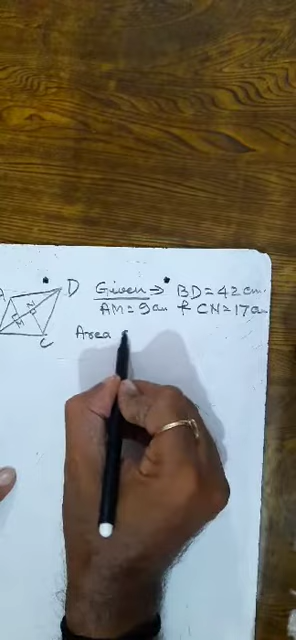 A D Given → BD = 42 cm.
AM = 9 cm & CN = 17 cm
N
M
C
Area